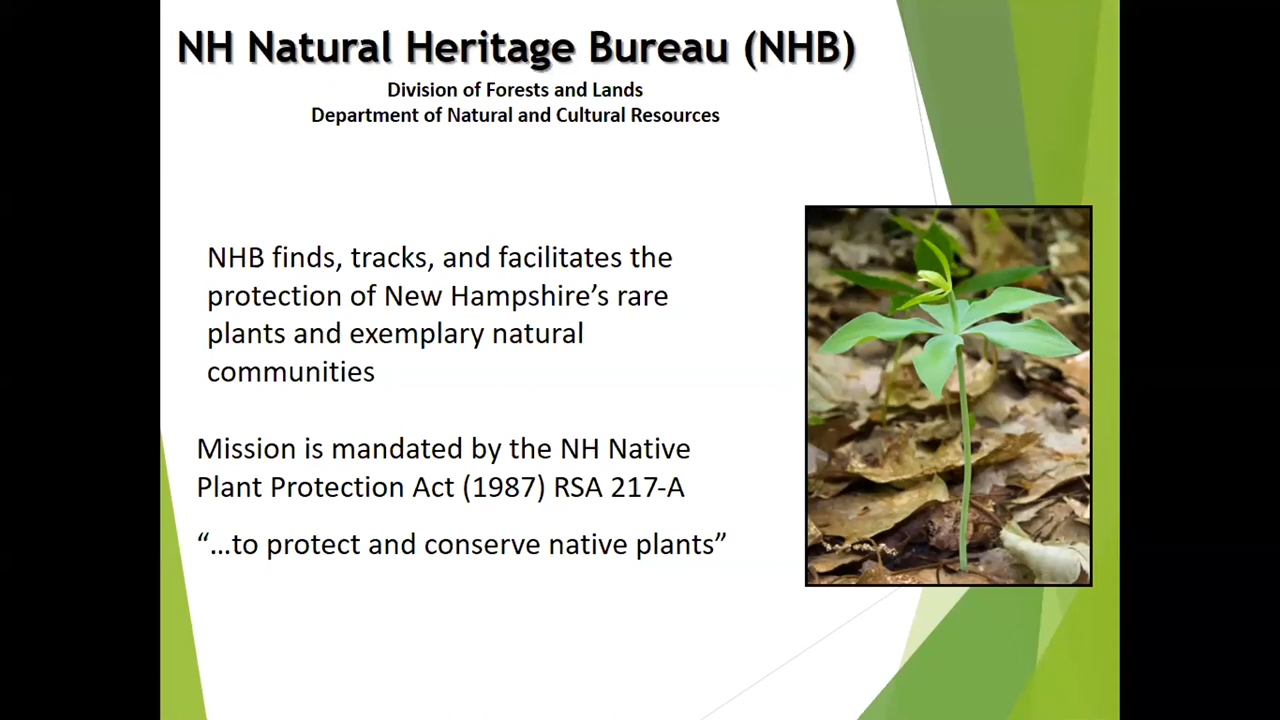 NH Natural Heritage Bureau (NHB)
Division of Forests and Lands
Department of Natural and Cultural Resources
NHB finds, tracks, and facilitates the
protection of New Hampshire’s rare
plants and exemplary natural
communities
Mission is mandated by the NH Native
Plant Protection Act (1987) RSA 217-A
“…to protect and conserve native plants”